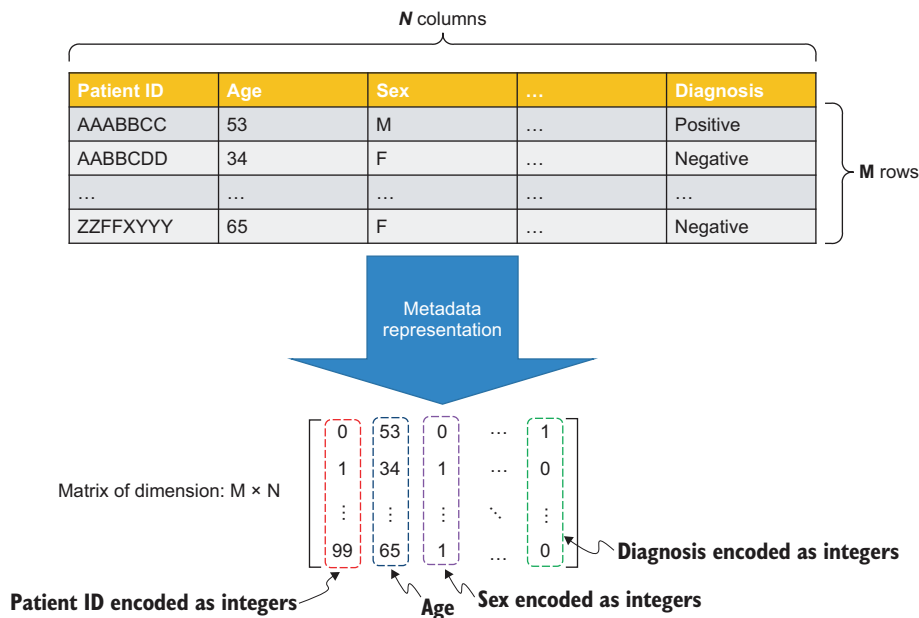 N columns
Patient ID Age Sex ... Diagnosis
AAABBCC 53 M ... Positive
AABBCDD 34 F ... Negative
... ... ... ... ...
ZZFFXYYY 65 F ... Negative
M rows
Metadada
representation
0 53 0 ... 1
1 34 1 ... 0
⋮ ⋮ ⋮ ⋱ ⋮
99 65 1 ... 0
Matrix of dimension: M × N
Diagnosis encoded as integers
Patient ID encoded as integers
Age
Sex encoded as integers